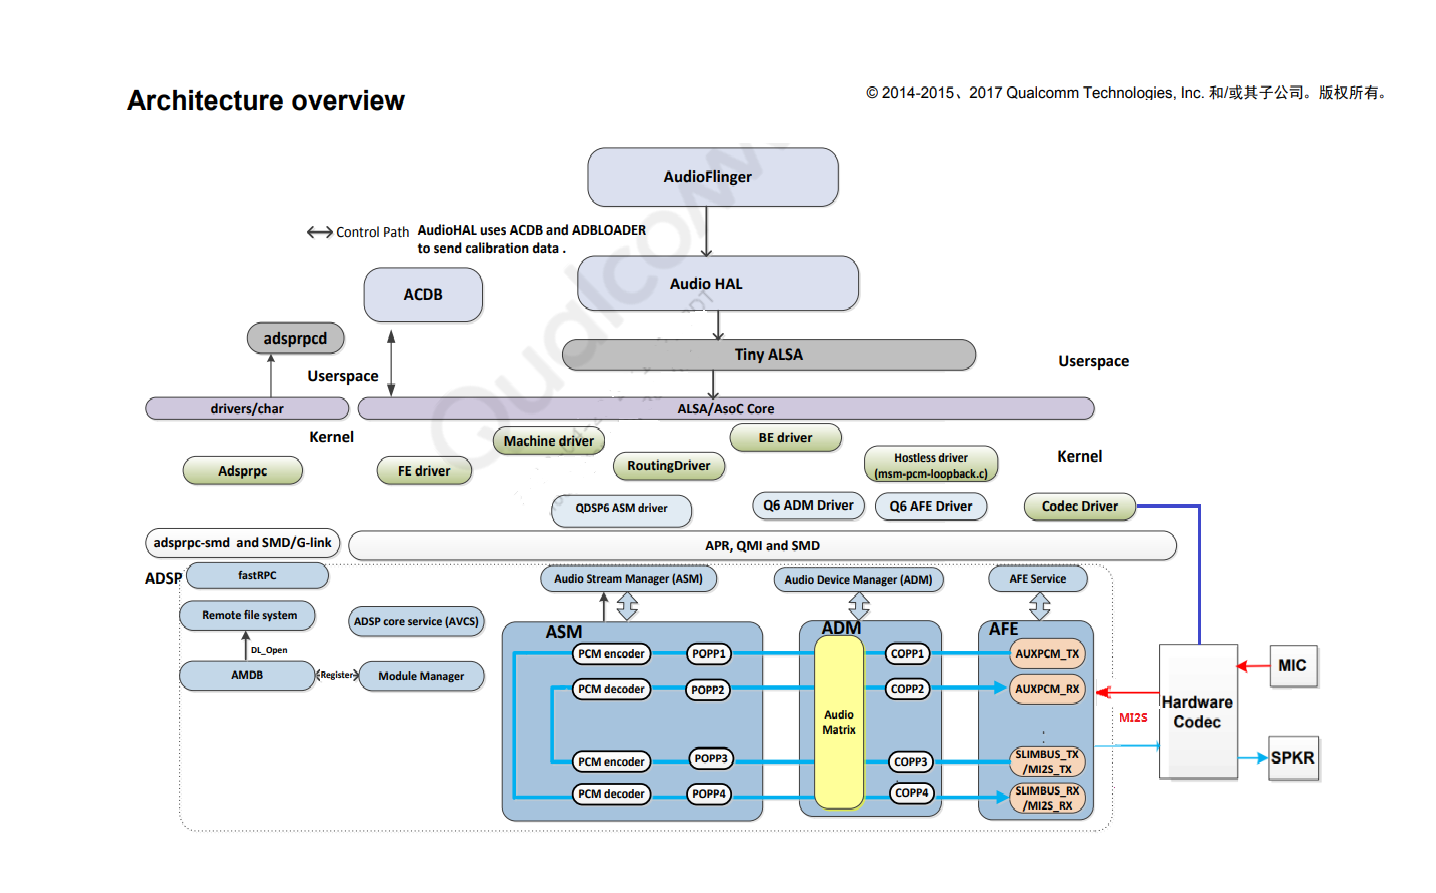 Architecture overview
© 2014-2015、2017 Qualcomm Technologies, Inc. 和/或其子公司。版权所有。
AudioFlinger
Control Path
AudioHAL uses ACDB and ADBLOADER
to send calibration data .
Audio HAL
ACDB
adsprpcd
Tiny ALSA
Userspace
Userspace
drivers/char
ALSA/AsoC Core
Kernel
Machine driver
BE driver
Kernel
Adsprpc
FE driver
RoutingDriver
Hostless driver
(msm-pcm-loopback.c)
QDSP6 ASM driver
Q6 ADM Driver
Q6 AFE Driver
Codec Driver
adsprpc-smd and SMD/G-link
APR, QMI and SMD
ADSP
fastRPC
Audio Stream Manager (ASM)
Audio Device Manager (ADM)
AFE Service
Remote file system
ADSP core service (AVCS)
DL_Open
AMDB
Register
Module Manager
ASM
ADM
AFE
PCM encoder
POPP1
COPP1
AUXPCM_TX
PCM decoder
POPP2
COPP2
AUXPCM_RX
Audio
Matrix
PCM encoder
POPP3
COPP3
SLIMBUS_TX
/MI2S_TX
PCM decoder
POPP4
COPP4
SLIMBUS_RX
/MI2S_RX
MI2S
Hardware
Codec
MIC
SPKR
Qualcomm